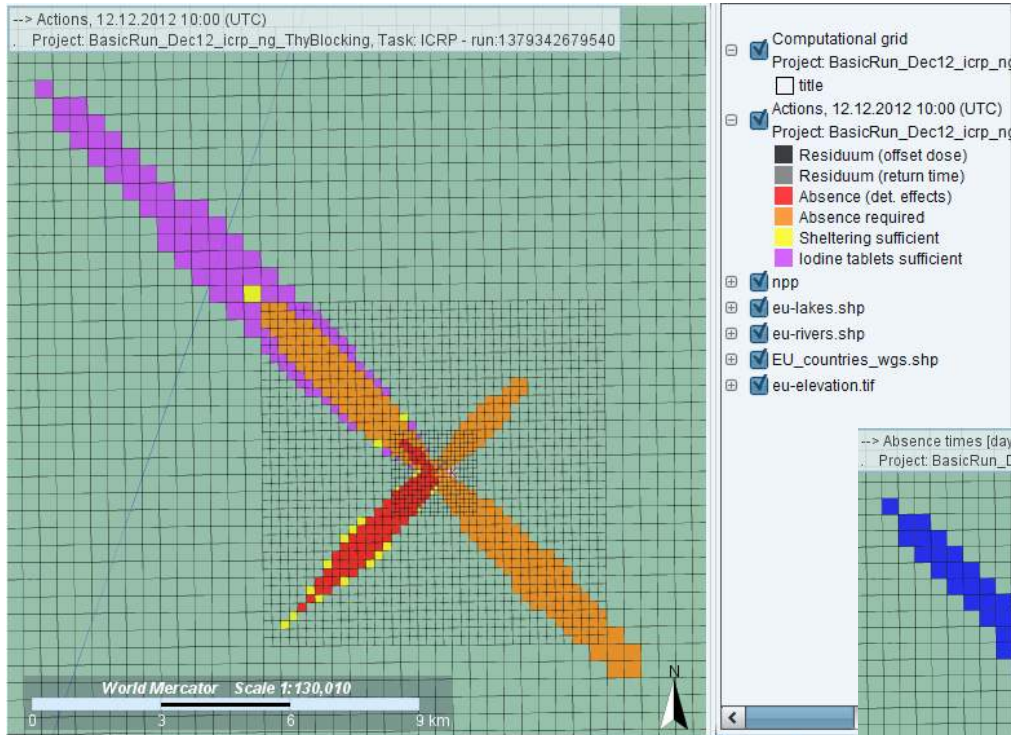 --> Actions, 12.12.2012 10:00 (UTC)
. Project: BasicRun_Dec12_icrp_ng_ThyBlocking, Task: ICRP - run:1379342679540
World Mercator Scale 1:130,010
0 3 6 9 km
N
Computational grid
Project: BasicRun_Dec12_icrp_ng
title
Actions, 12.12.2012 10:00 (UTC)
Project: BasicRun_Dec12_icrp_ng
Residuum (offset dose)
Residuum (return time)
Absence (det. effects)
Absence required
Sheltering sufficient
Iodine tablets sufficient
npp
eu-lakes.shp
eu-rivers.shp
EU_countries_wgs.shp
eu-elevation.tif
--> Absence times [day
. Project: BasicRun_D